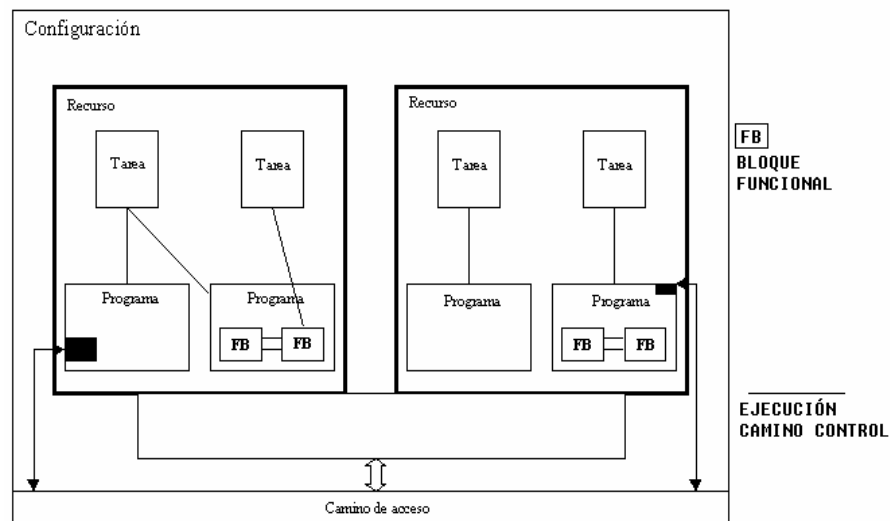 Configuración
Recurso
Tarea
Tarea
Programa
Programa
FB
FB
Recurso
Tarea
Tarea
Programa
Programa
FB
FB
Camino de acceso
FB
BLOQUE
FUNCIONAL
EJECUCIÓN
CAMINO CONTROL